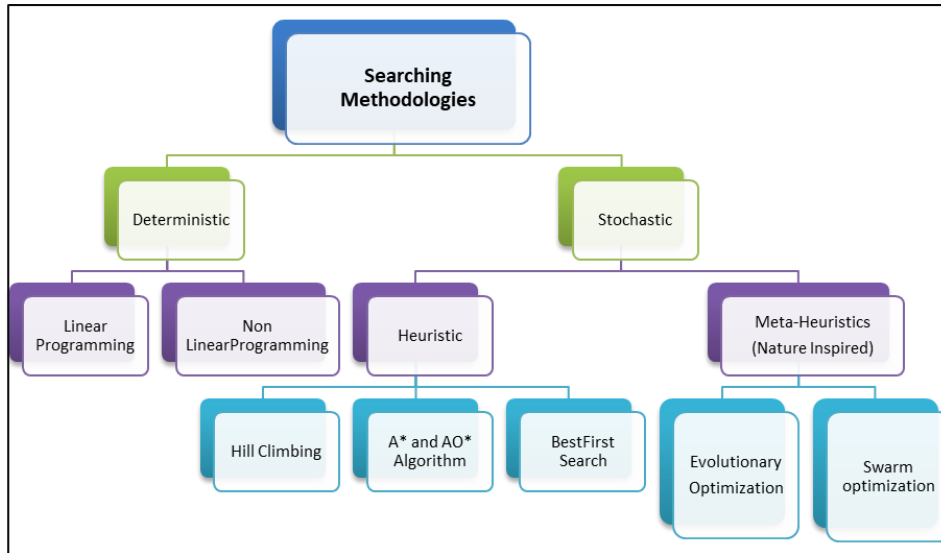 Searching
Methodologies
Deterministic
Stochastic
Linear
Programming
Non
LinearProgramming
Heuristic
Meta-Heuristics
(Nature Inspired)
Hill Climbing
A* and AO*
Algorithm
BestFirst
Search
Evolutionary
Optimization
Swarm
optimization